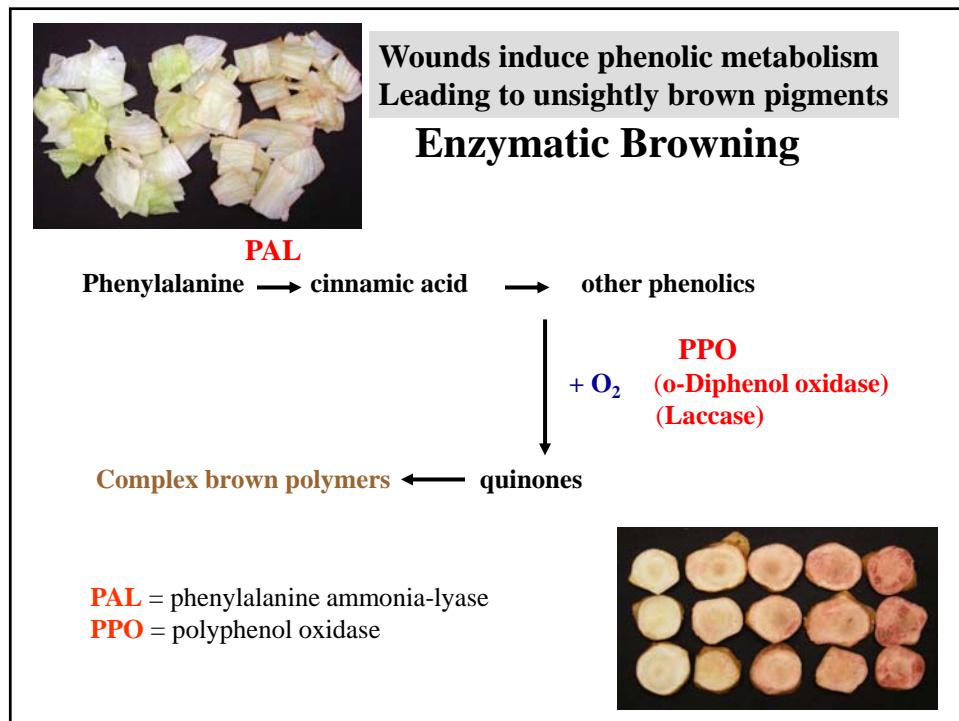 Wounds induce phenolic metabolism
Leading to unsightly brown pigments
Enzymatic Browning
PAL
Phenylalanine → cinnamic acid → other phenolics
PPO
+ O₂ (o-Diphenol oxidase)
(Laccase)
Complex brown polymers ← quinones
PAL = phenylalanine ammonia-lyase
PPO = polyphenol oxidase